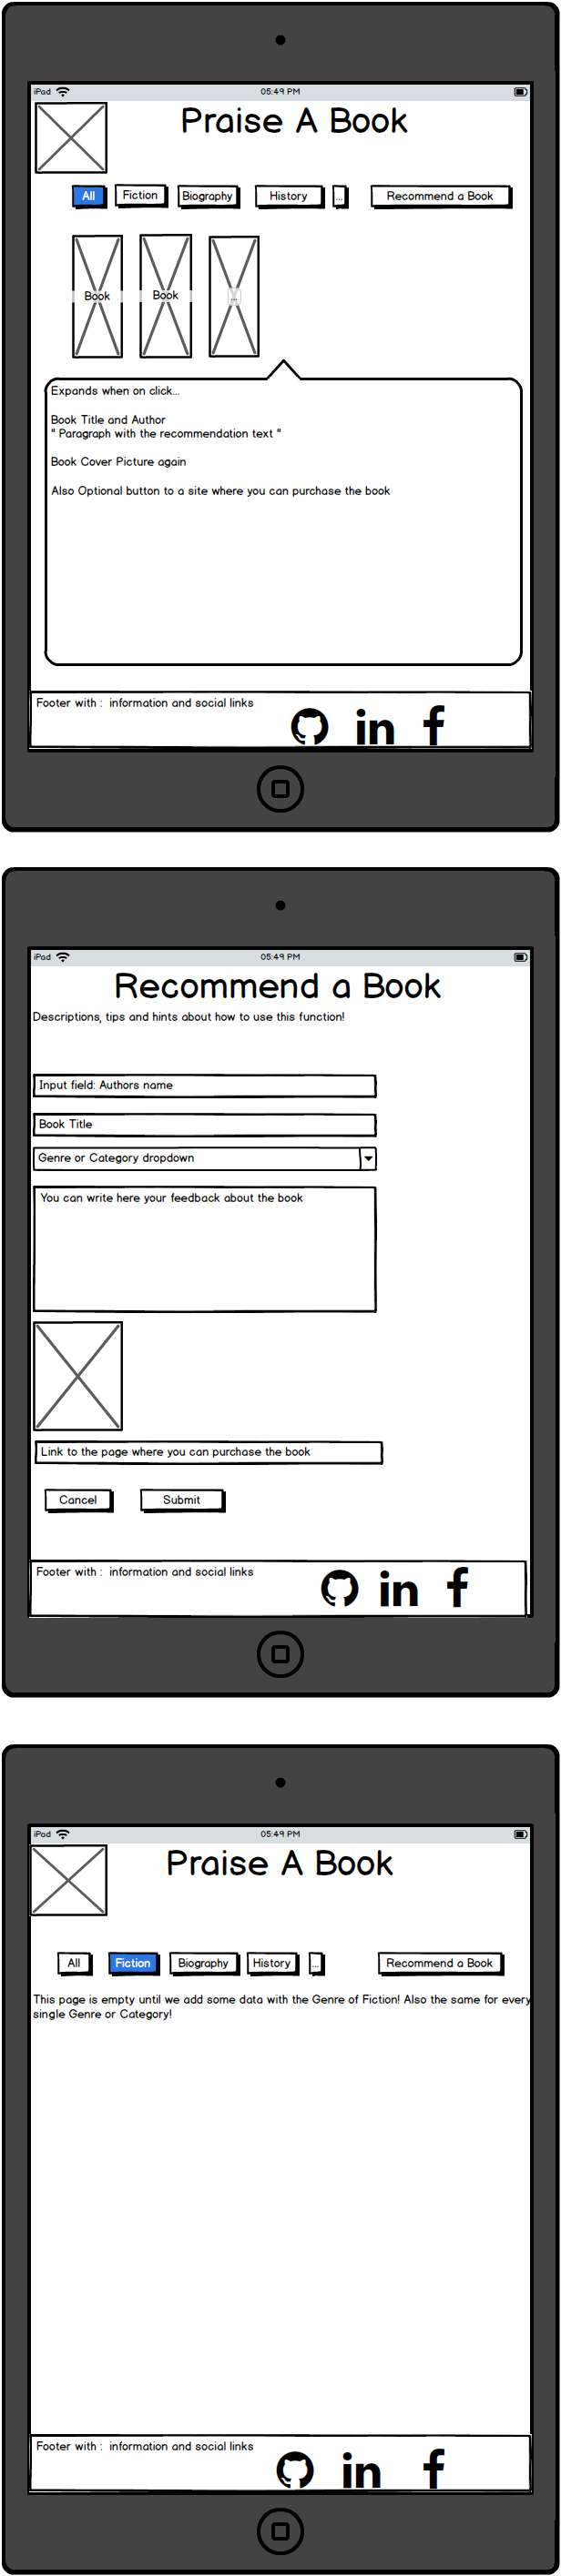 iPad 05:49 PM
Praise A Book
All Fiction Biography History ... Recommend a Book
Book Book ...
Expands when on click...
Book Title and Author
" Paragraph with the recommendation text "
Book Cover Picture again
Also Optional button to a site where you can purchase the book
Footer with : information and social links
in f
iPad 05:49 PM
Recommend a Book
Descriptions, tips and hints about how to use this function!
Input field: Authors name
Book Title
Genre or Category dropdown
You can write here your feedback about the book
Link to the page where you can purchase the book
Cancel Submit
Footer with : information and social links
in f
iPad 05:49 PM
Praise A Book
All Fiction Biography History ... Recommend a Book
This page is empty until we add some data with the Genre of Fiction! Also the same for every
single Genre or Category!
Footer with : information and social links
in f